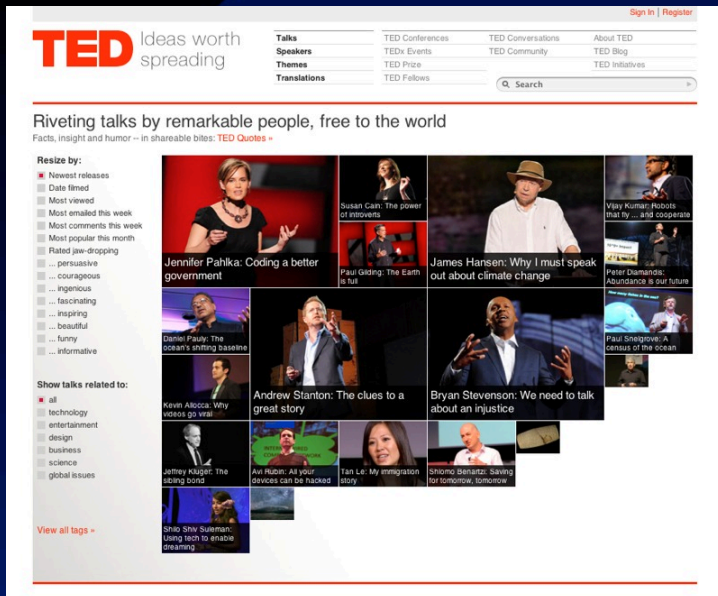 Sign In | Register
TED Ideas worth
spreading
Talks
Speakers
Themes
Translations
TED Conferences
TEDx Events
TED Prize
TED Fellows
TED Conversations
TED Community
About TED
TED Blog
TED Initiatives
Search
Riveting talks by remarkable people, free to the world
Facts, insight and humor -- in shareable bites: TED Quotes »
Resize by:
Newest releases
Date filmed
Most viewed
Most emailed this week
Most comments this week
Most popular this month
Rated jaw-dropping
... persuasive
... courageous
... ingenious
... fascinating
... inspiring
... beautiful
... funny
... informative
Show talks related to:
all
technology
entertainment
design
business
science
global issues
View all tags »
Jennifer Pahlka: Coding a better
government
Susan Cain: The power
of introverts
Paul Gilding: The Earth
is full
James Hansen: Why I must speak
out about climate change
Vijay Kumar: Robots
that fly ... and cooperate
Peter Diamandis:
Abundance is our future
Daniel Pauly: The
ocean's shifting baseline
Kevin Allocca: Why
videos go viral
Andrew Stanton: The clues to a
great story
Bryan Stevenson: We need to talk
about an injustice
Paul Snelgrove: A
census of the ocean
Jeffrey Kluger: The
sibling bond
Avi Rubin: All your
devices can be hacked
Tan Le: My immigration
story
Shlomo Benartzi: Saving
for tomorrow, tomorrow
Shilo Shiv Suleman:
Using tech to enable
dreaming